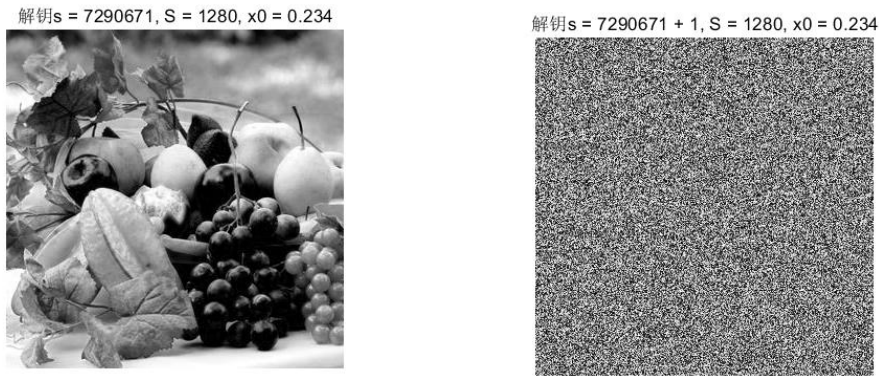 解钥s = 7290671, S = 1280, x0 = 0.234
解钥s = 7290671 + 1, S = 1280, x0 = 0.234